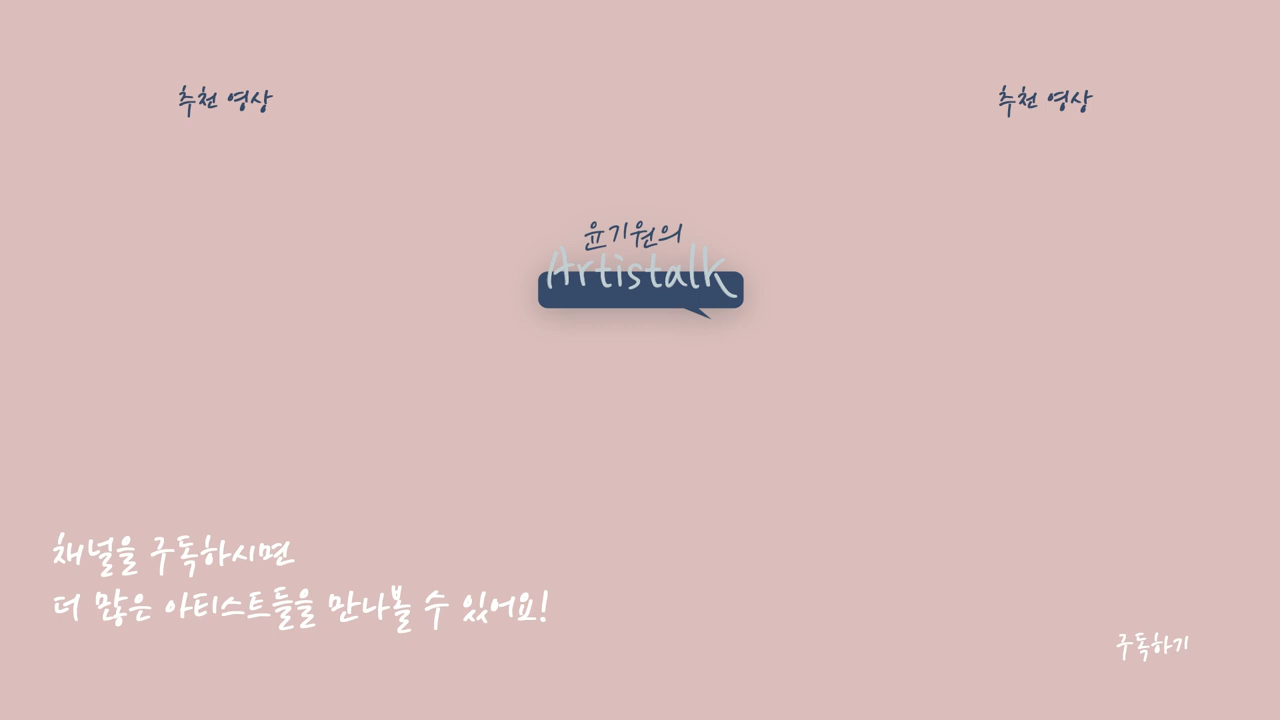 추천 영상
추천 영상
윤기원의
Artistalk
채널을 구독하시면
더 많은 아티스트들을 만나볼 수 있어요!
구독하기